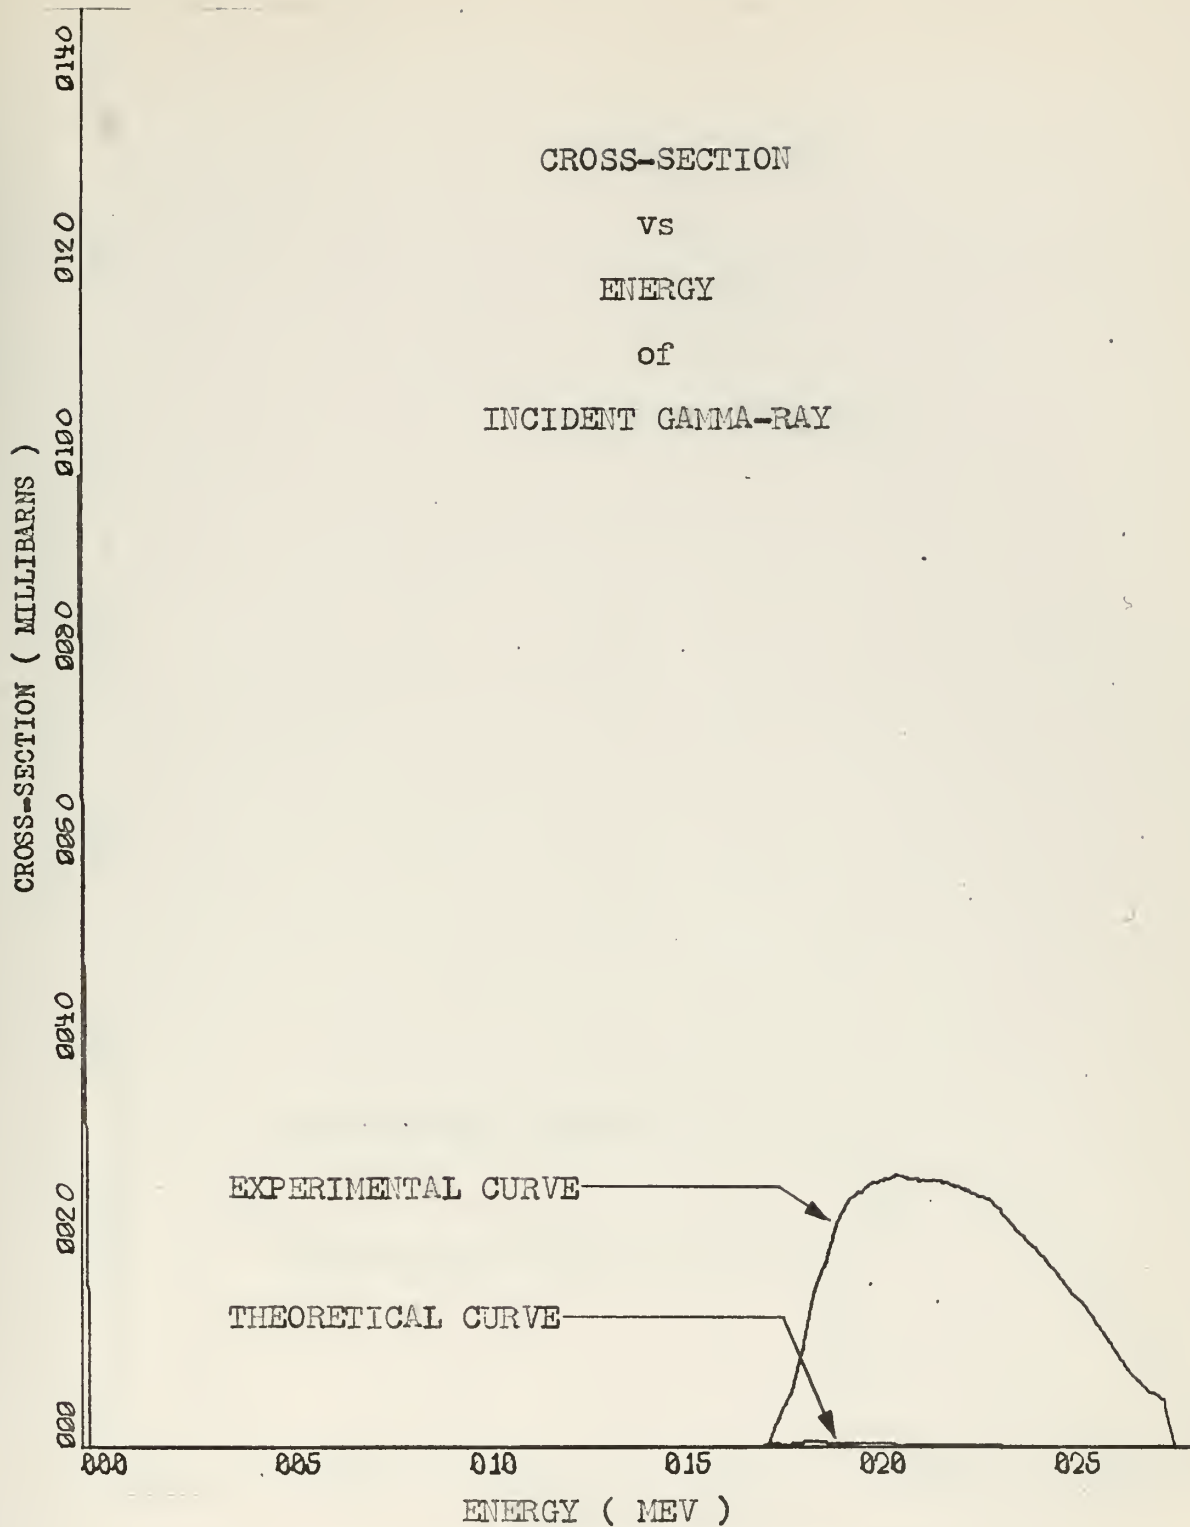 CROSS-SECTION
vs
ENERGY
of
INCIDENT GAMMA-RAY
CROSS-SECTION ( MILLIBARNS )
0140
0120
0100
0080
0060
0040
0020
000
EXPERIMENTAL CURVE
THEORETICAL CURVE
000 005 010 015 020 025
ENERGY ( MEV )